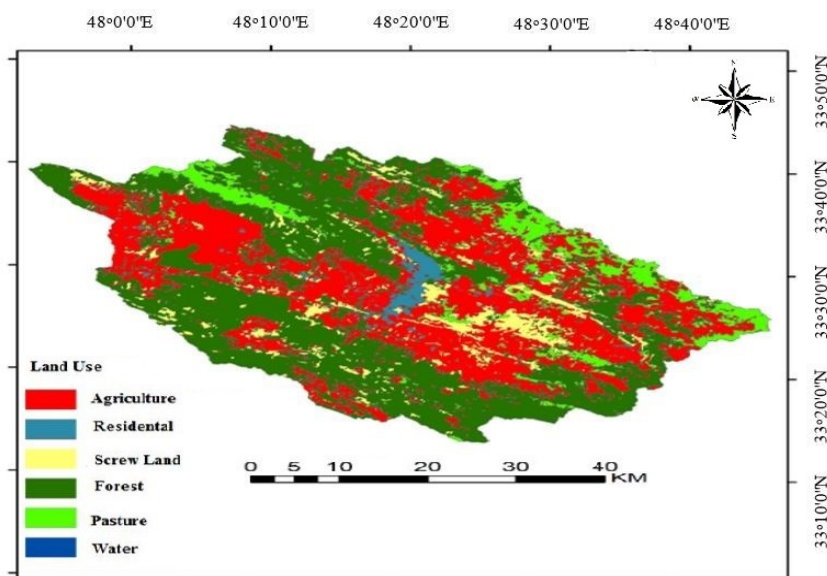 48°0'0"E 48°10'0"E 48°20'0"E 48°30'0"E 48°40'0"E
N
W E
S
33°50'0"N
33°40'0"N
33°30'0"N
33°20'0"N
33°10'0"N
Land Use
Agriculture
Residental
Screw Land
Forest
Pasture
Water
0 5 10 20 30 40
KM